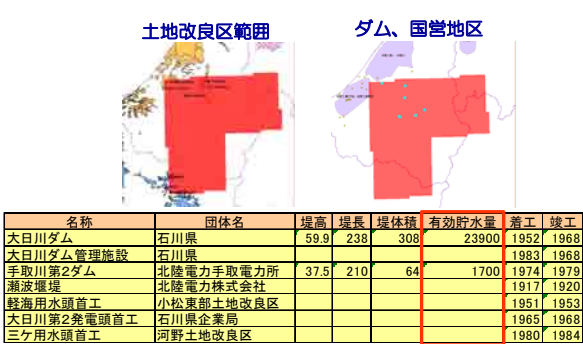 土地改良区範囲
ダム、国営地区
名称 団体名 堤高 堤長 堤体積 有効貯水量 着工 竣工
大日川ダム 石川県 59.9 238 308 23900 1952 1968
大日川ダム管理施設 石川県 1983 1968
手取川第2ダム 北陸電力手取電力所 37.5 210 64 1700 1974 1979
瀬波堰堤 北陸電力株式会社 1917 1920
軽海用水頭首工 小松東部土地改良区 1951 1953
大日川第2発電頭首工 石川県企業局 1965 1968
三ケ用水頭首工 河野土地改良区 1980 1984